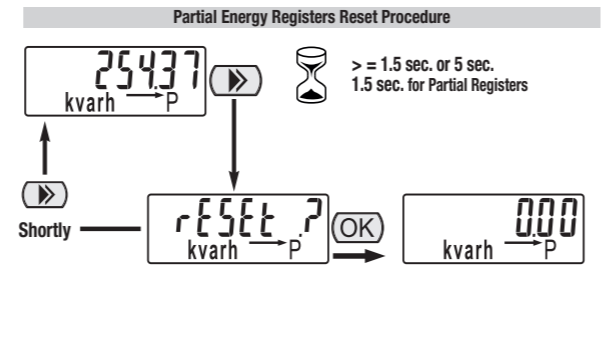 Partial Energy Registers Reset Procedure
254.37
kvarh P
> = 1.5 sec. or 5 sec.
1.5 sec. for Partial Registers
Shortly
rESEt .?
kvarh P.
OK
0.00
kvarh P